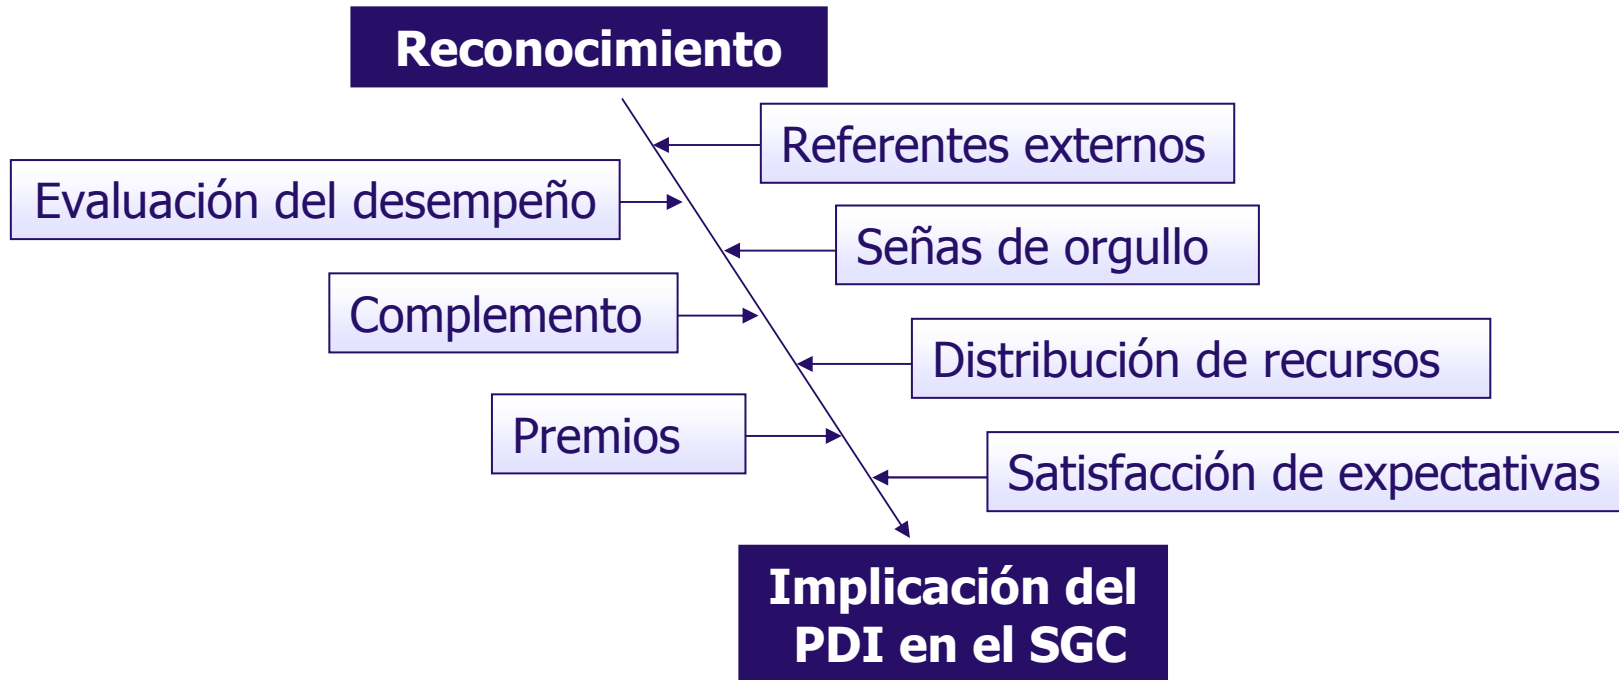 Reconocimiento
Referentes externos
Evaluación del desempeño
Señas de orgullo
Complemento
Distribución de recursos
Premios
Satisfacción de expectativas
Implicación del
PDI en el SGC